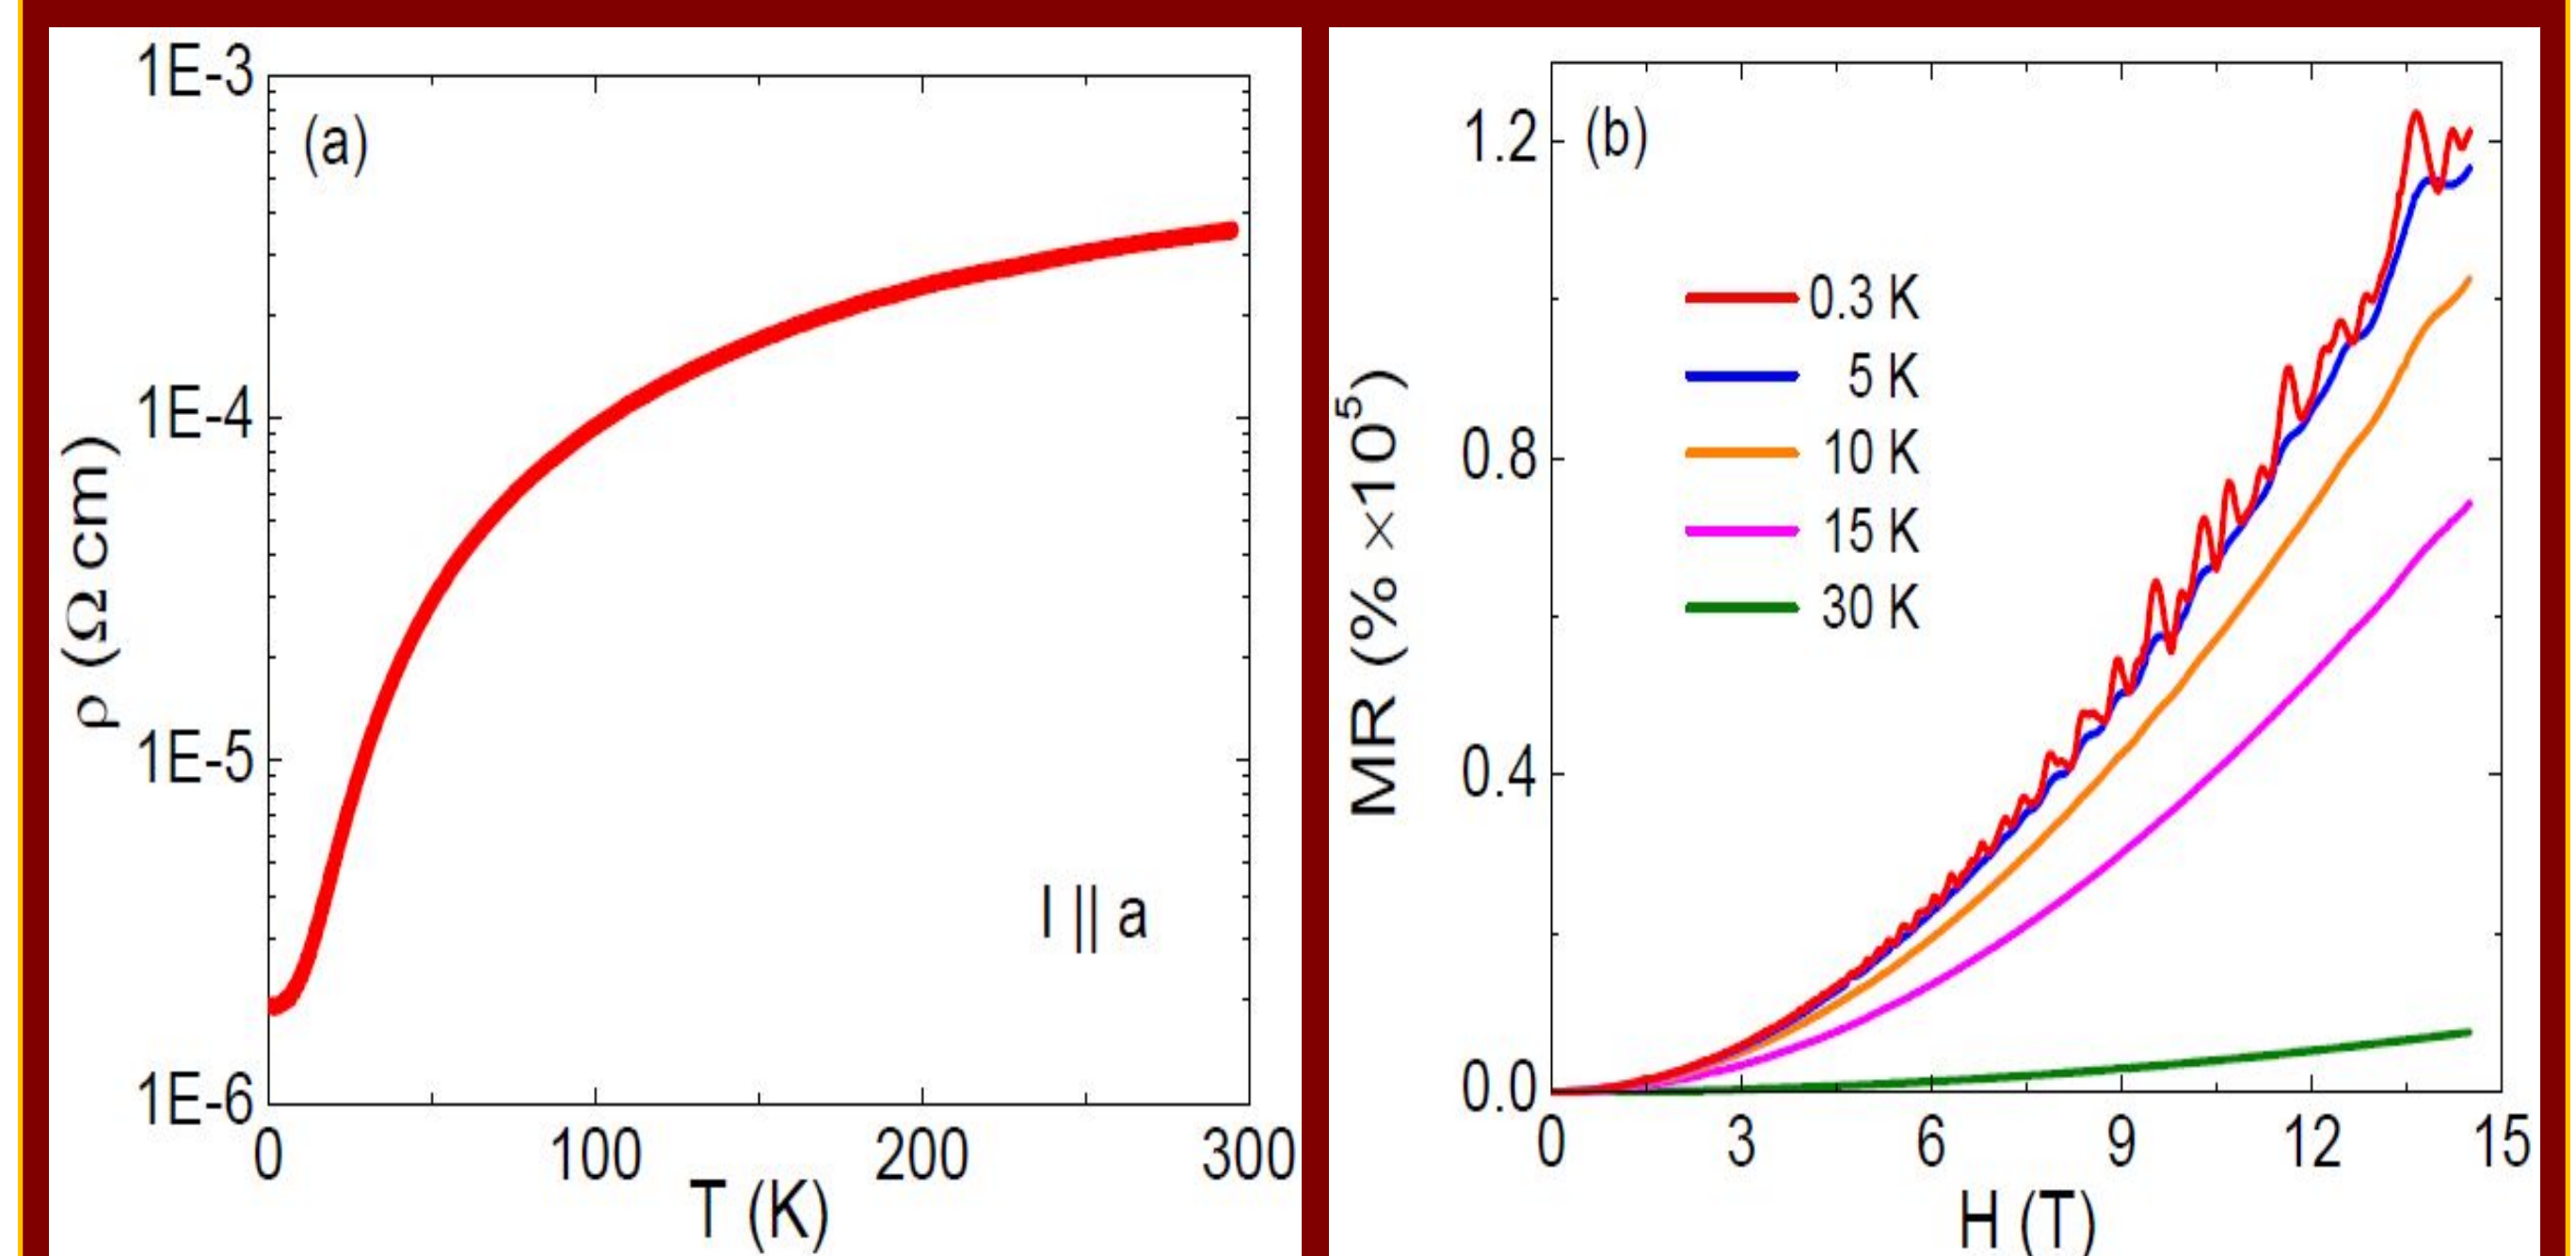 (a)
1E-3
1E-4
1E-5
1E-6
ρ (Ω cm)
I || a
0 100 200 300
T (K)
(b)
1.2
0.8
0.4
0.0
MR (% ×10⁵)
0.3 K
5 K
10 K
15 K
30 K
0 3 6 9 12 15
H (T)